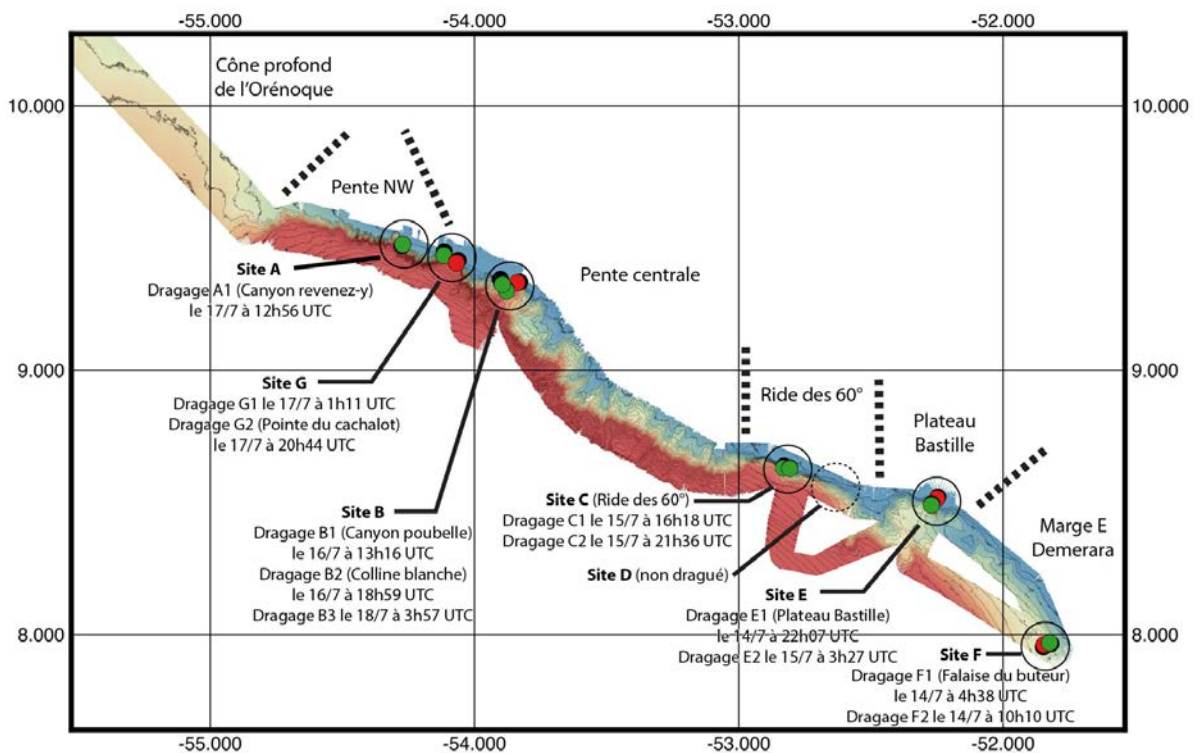 -55.000
-54.000
-53.000
-52.000
Cône profond
de l'Orénoque
10.000
10.000
Pente NW
Pente centrale
Site A
Dragage A1 (Canyon revenez-y)
le 17/7 à 12h56 UTC
9.000
9.000
Site G
Dragage G1 le 17/7 à 1h11 UTC
Dragage G2 (Pointe du cachalot)
le 17/7 à 20h44 UTC
Ride des 60°
Plateau
Bastille
Site B
Dragage B1 (Canyon poubelle)
le 16/7 à 13h16 UTC
Dragage B2 (Colline blanche)
le 16/7 à 18h59 UTC
Dragage B3 le 18/7 à 3h57 UTC
Site C (Ride des 60°)
Dragage C1 le 15/7 à 16h18 UTC
Dragage C2 le 15/7 à 21h36 UTC
Marge E
Demerara
Site D (non dragué)
Site E
Dragage E1 (Plateau Bastille)
le 14/7 à 22h07 UTC
Dragage E2 le 15/7 à 3h27 UTC
8.000
8.000
Site F
Dragage F1 (Falaise du buteur)
le 14/7 à 4h38 UTC
Dragage F2 le 14/7 à 10h10 UTC
-55.000
-54.000
-53.000
-52.000